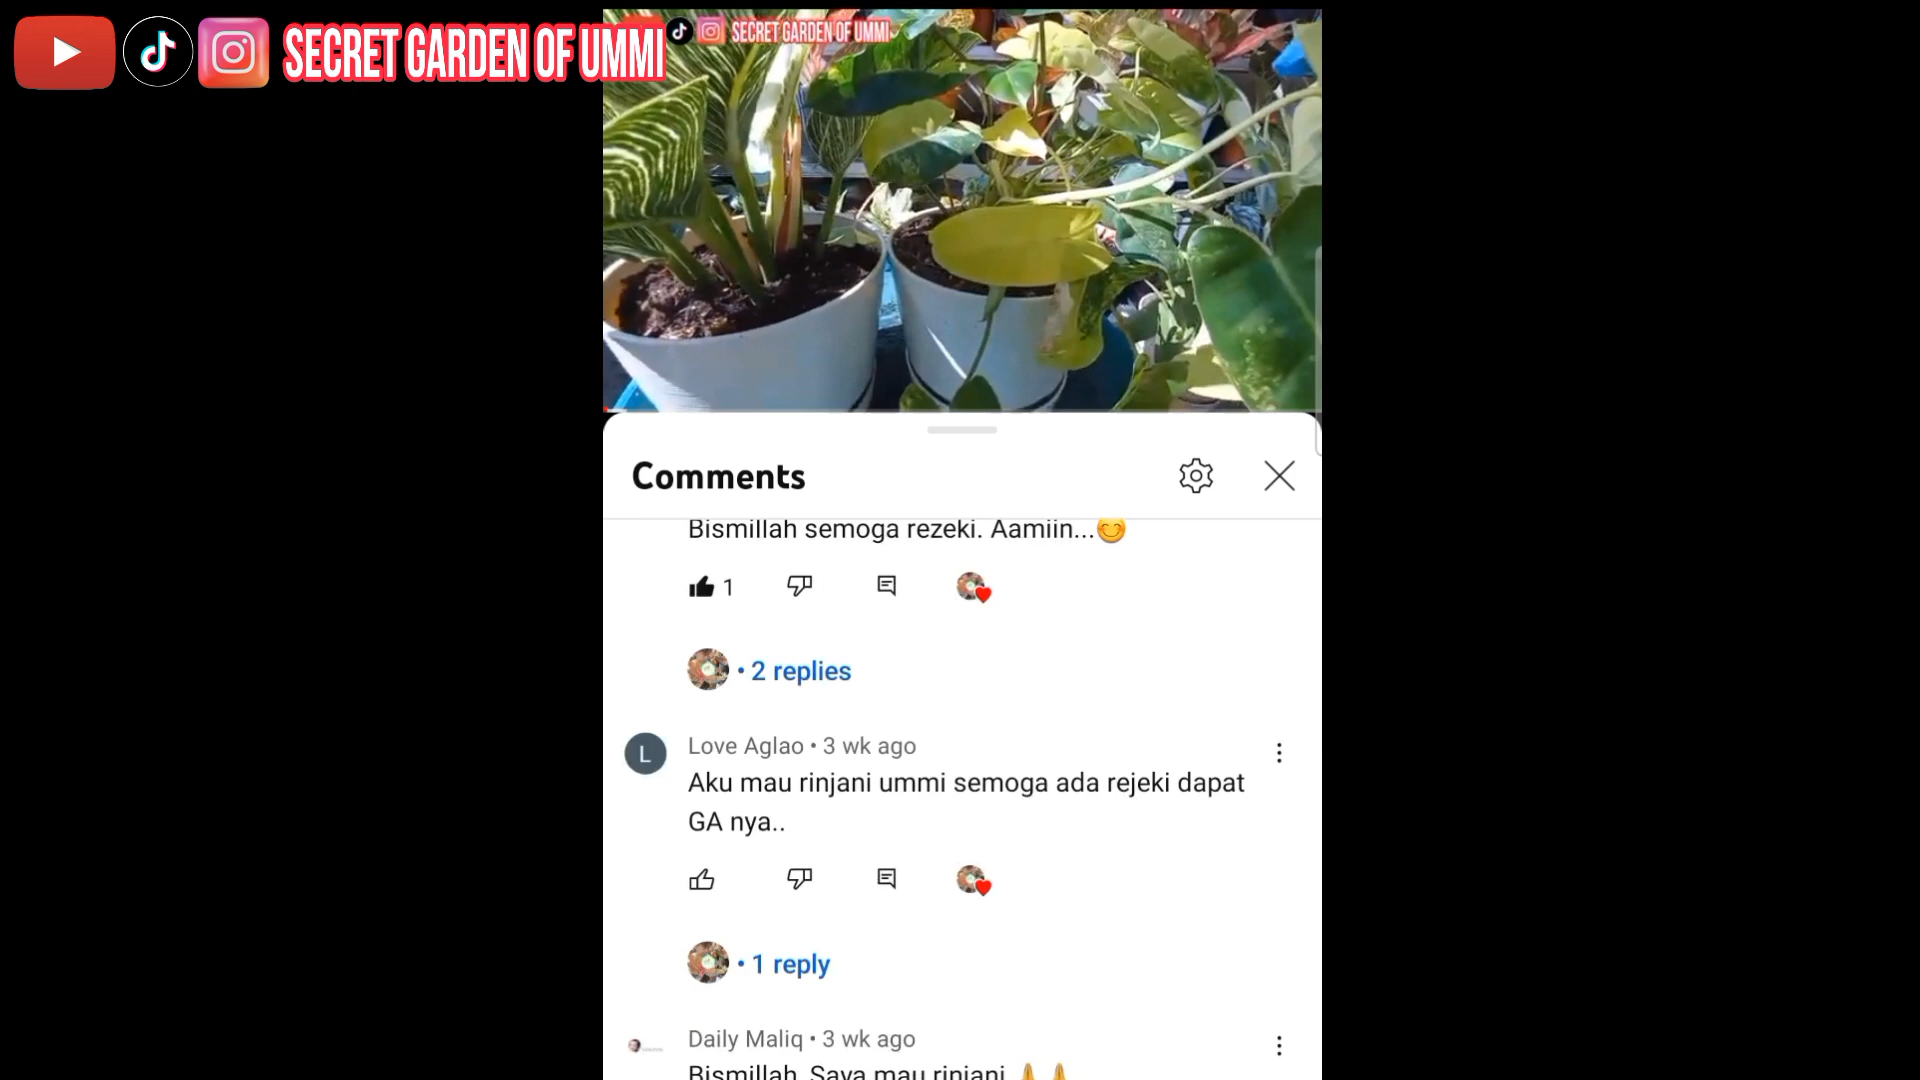 SECRET GARDEN OF UMMI
SECRET GARDEN OF UMMI
Comments
Bismillah semoga rezeki. Aamiin...😊
1
• 2 replies
L
Love Aglao • 3 wk ago
Aku mau rinjani ummi semoga ada rejeki dapat
GA nya..
• 1 reply
Daily Maliq • 3 wk ago
Bismillah. Saya mau rinjani 🙏🙏